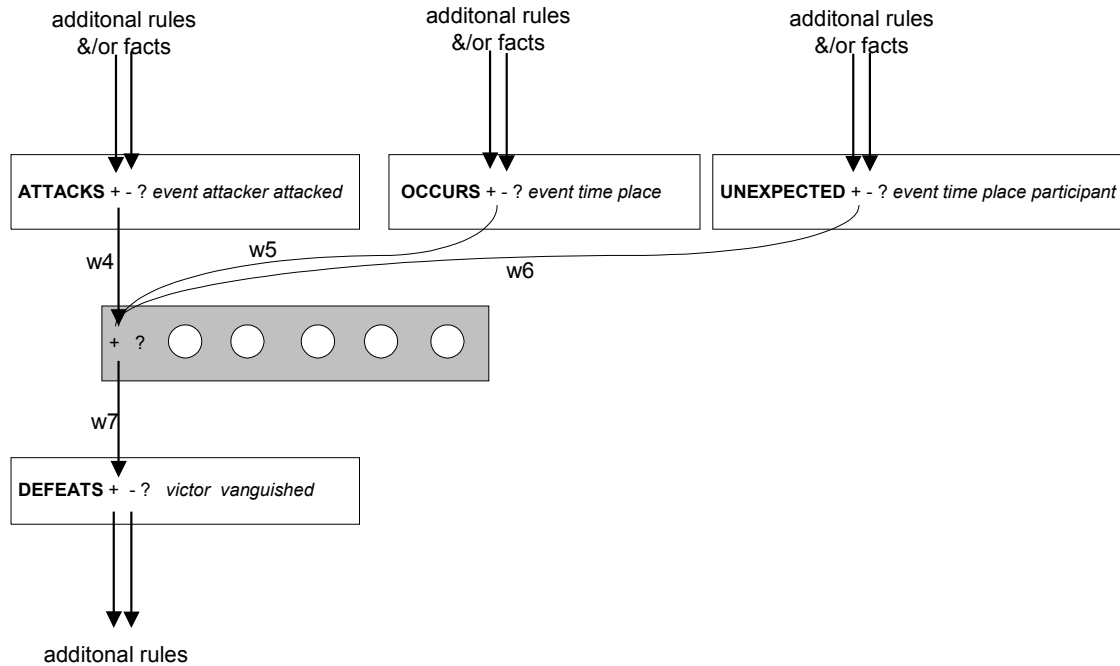 additonal rules
&/or facts
additonal rules
&/or facts
additonal rules
&/or facts
ATTACKS + - ? event attacker attacked
OCCURS + - ? event time place
UNEXPECTED + - ? event time place participant
w5
w4
w6
+ ?
w7
DEFEATS + - ? victor vanguished
additonal rules